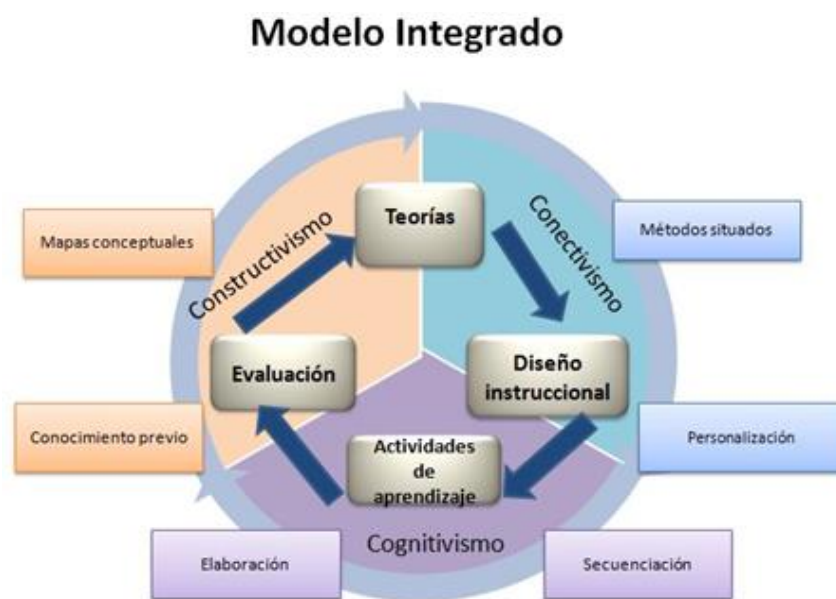 Modelo Integrado
Teorías
Constructivismo
Conectivismo
Mapas conceptuales
Métodos situados
Evaluación
Diseño
instruccional
Conocimiento previo
Personalización
Actividades
de
aprendizaje
Cognitivismo
Elaboración
Secuenciación